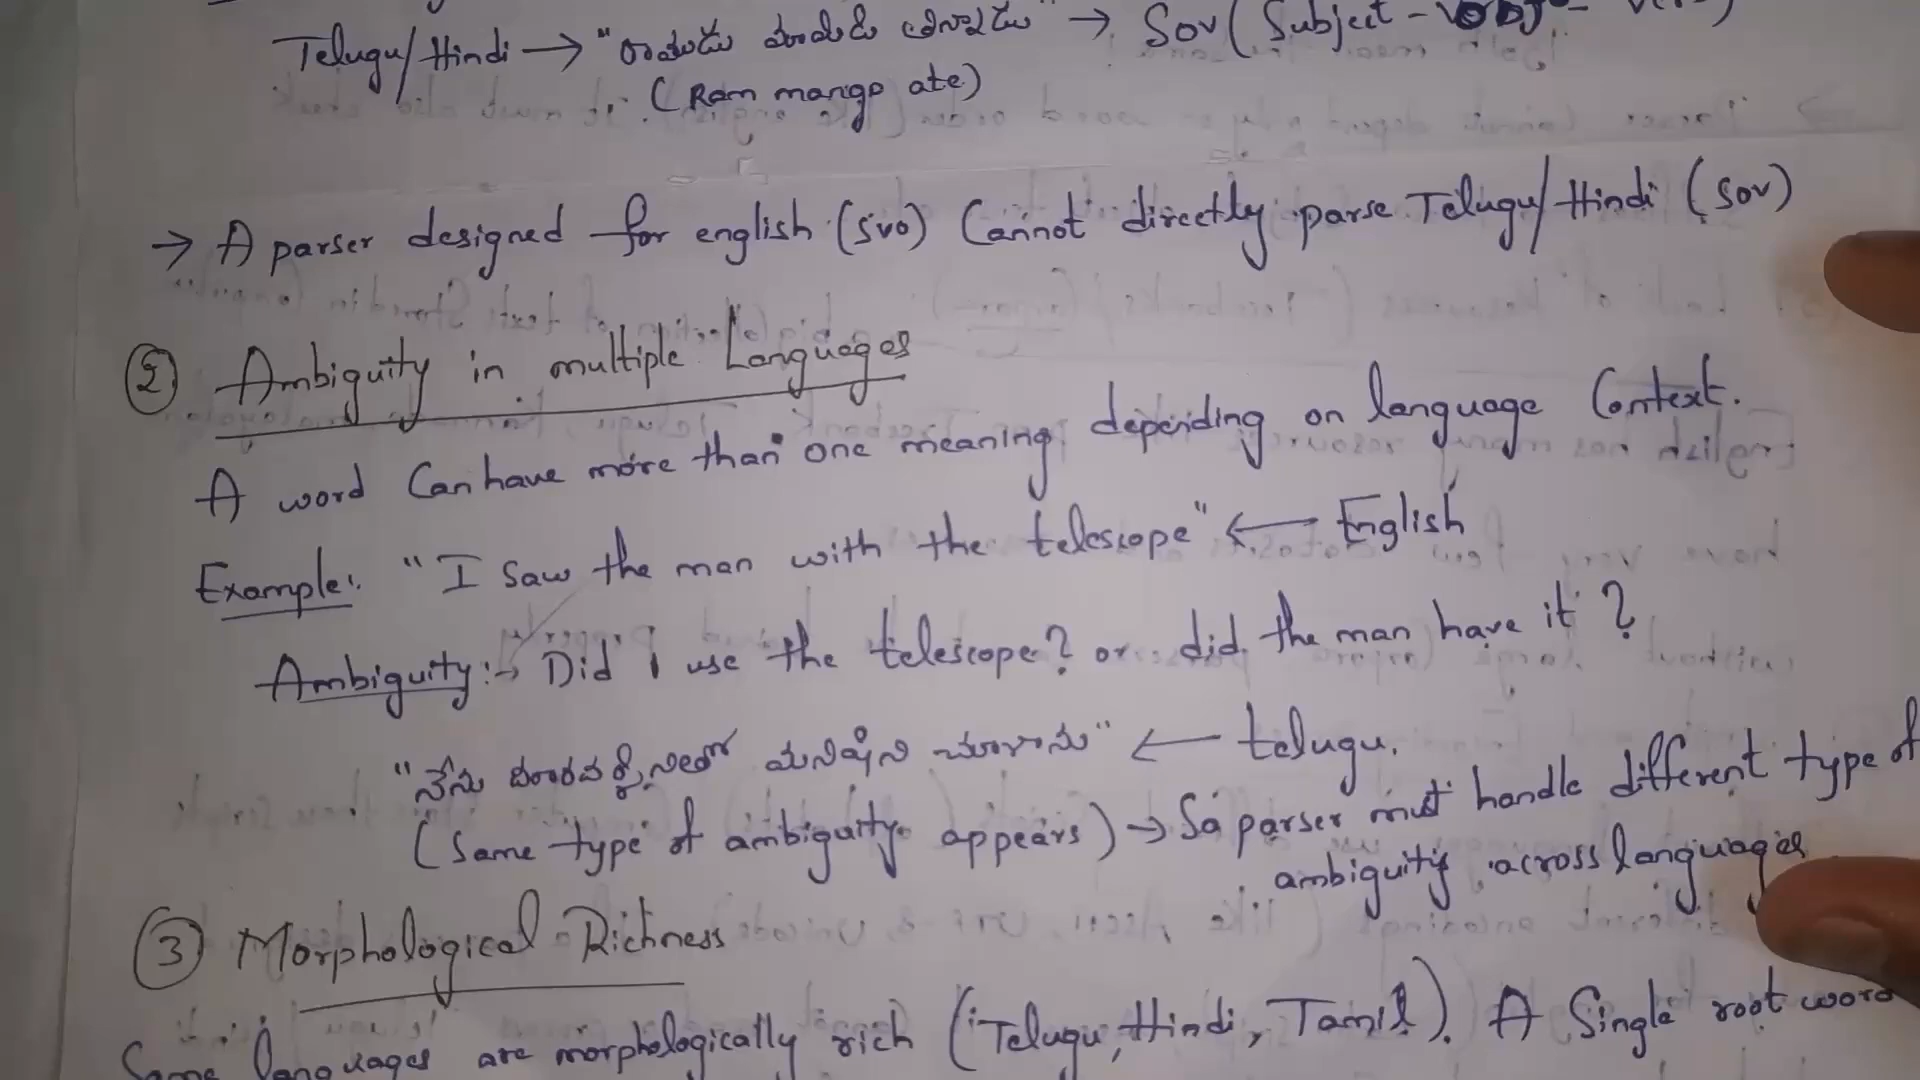 Telugu/Hindi → "రాముడు మామిడి తిన్నాడు" → SOV (Subject -
(Ram mango ate)
→ A parser designed for english (SVO) Cannot directly parse Telugu/Hindi (SOV)
② Ambiguity in multiple Languages
A word Can have more than one meaning depending on language Context.
Example:. "I saw the man with the telescope" ← English
Ambiguity :→ Did I use the telescope? or did the man have it ?
"నేను దూరదర్శినితో మనిషిని చూశాను" ← telugu.
(Same type of ambiguity appears) → So parser must handle different type of
ambiguity across languages
③ Morphological Richness
Some languages are morphologically rich (Telugu, Hindi, Tamil). A Single root word